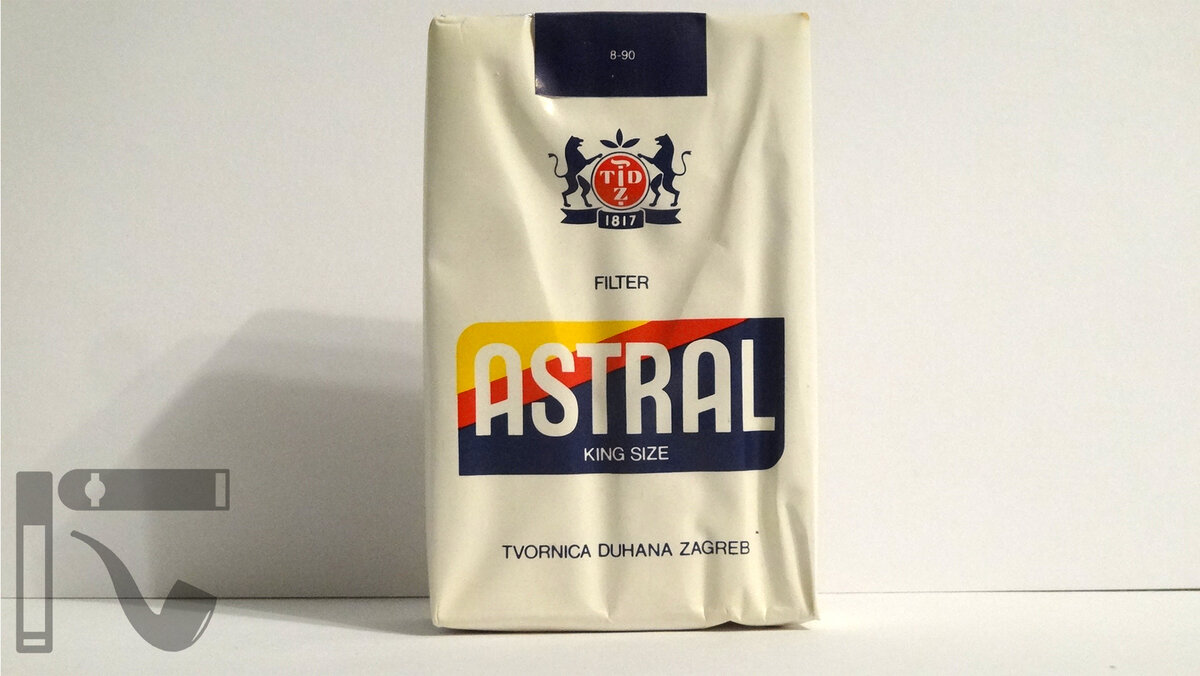 8-90
TDZ
1817
FILTER
ASTRAL
KING SIZE
TVORNICA DUHANA ZAGREB